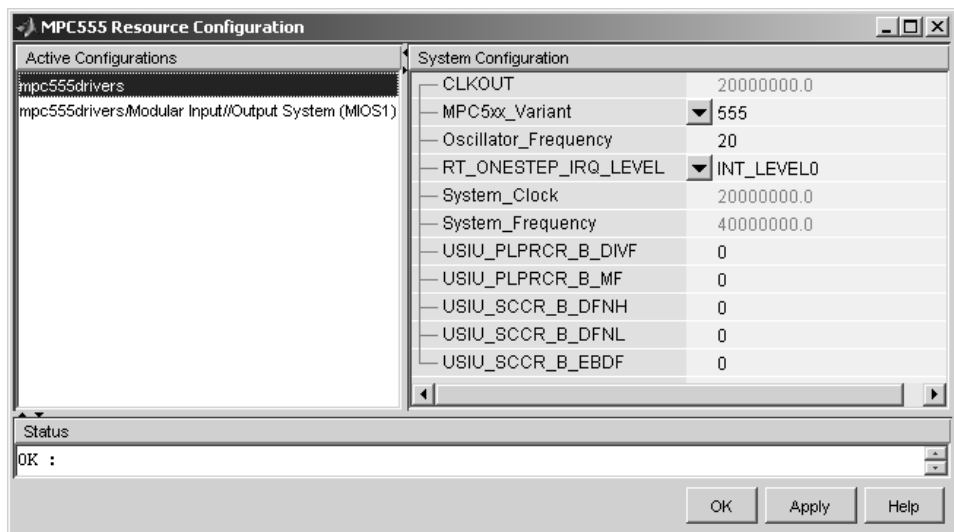 MPC555 Resource Configuration
Active Configurations
mpc555drivers
mpc555drivers/Modular Input//Output System (MIOS1)
System Configuration
CLKOUT 20000000.0
MPC5xx_Variant 555
Oscillator_Frequency 20
RT_ONESTEP_IRQ_LEVEL INT_LEVEL0
System_Clock 20000000.0
System_Frequency 40000000.0
USIU_PLPRCR_B_DIVF 0
USIU_PLPRCR_B_MF 0
USIU_SCCR_B_DFNH 0
USIU_SCCR_B_DFNL 0
USIU_SCCR_B_EBDF 0
Status
OK :
OK Apply Help